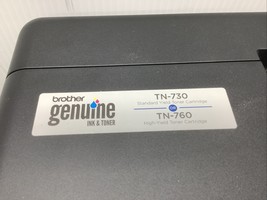 brother
genuine
INK & TONER
TN-730
Standard Yield Toner Cartridge
OR
TN-760
High Yield Toner Cartridge